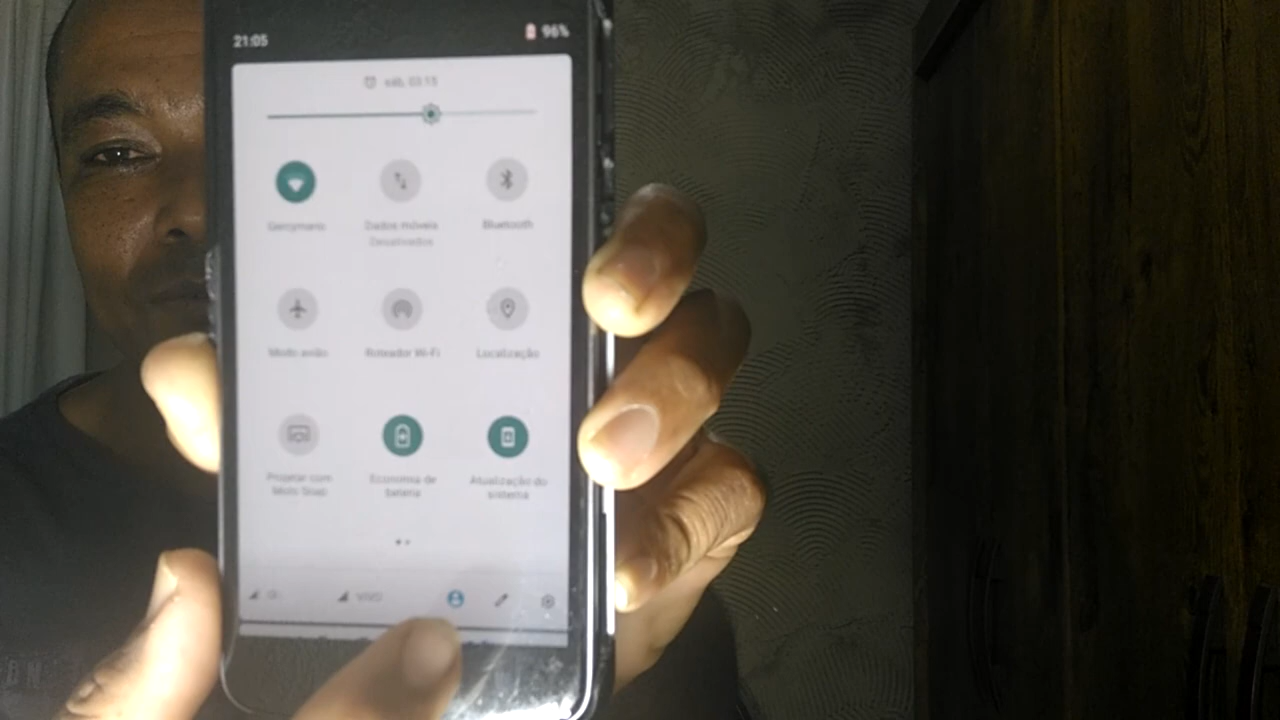 21:05 96%
sáb, 03:15
Dados móveis Bluetooth
Desativados
Modo avião Roteador Wi-Fi Localização
Projetar com Economia de Atualização do
Moto Snap bateria sistema
Oi VIVO